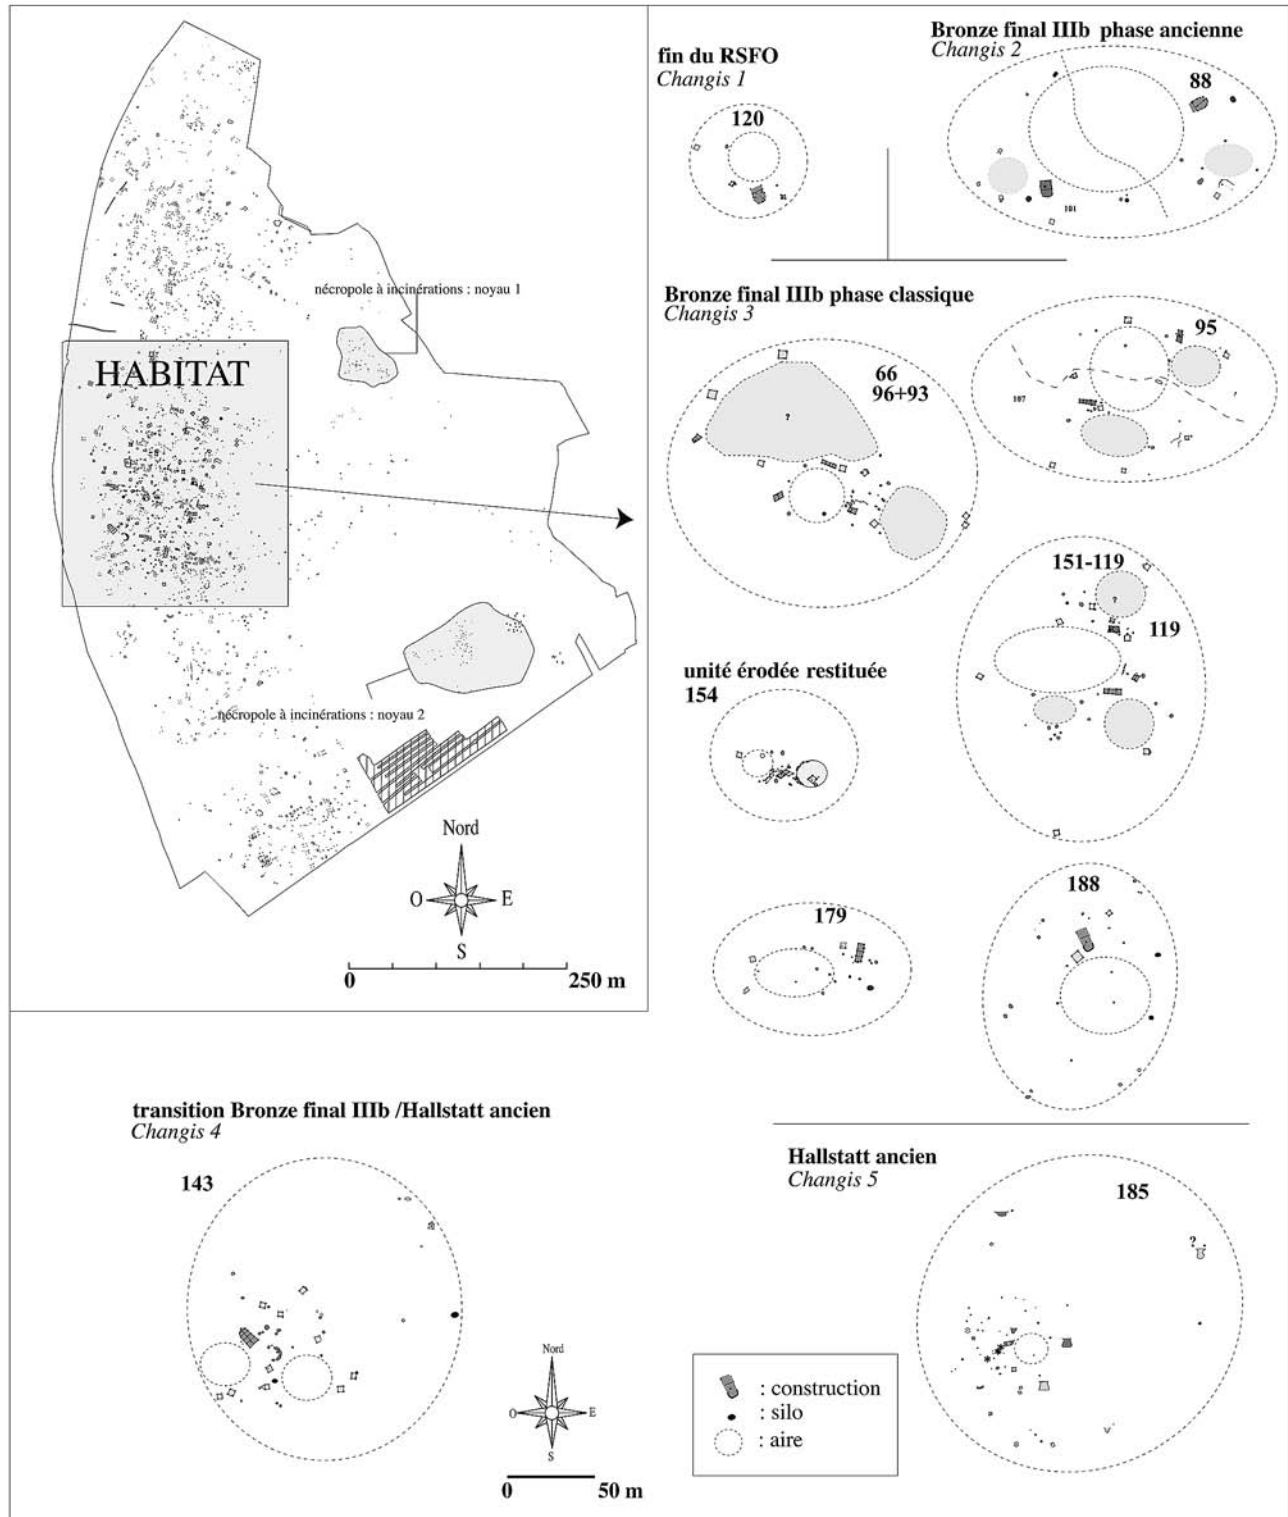 nécropole à incinérations : noyau 1
HABITAT
nécropole à incinérations : noyau 2
Nord
O
E
S
0
250 m
fin du RSFO
Changis 1
120
Bronze final IIIb phase ancienne
Changis 2
88
101
Bronze final IIIb phase classique
Changis 3
66
96+93
?
95
107
?
151-119
?
119
unité érodée restituée
154
179
188
transition Bronze final IIIb /Hallstatt ancien
Changis 4
143
Nord
O
E
S
0
50 m
Hallstatt ancien
Changis 5
185
?
: construction
: silo
: aire